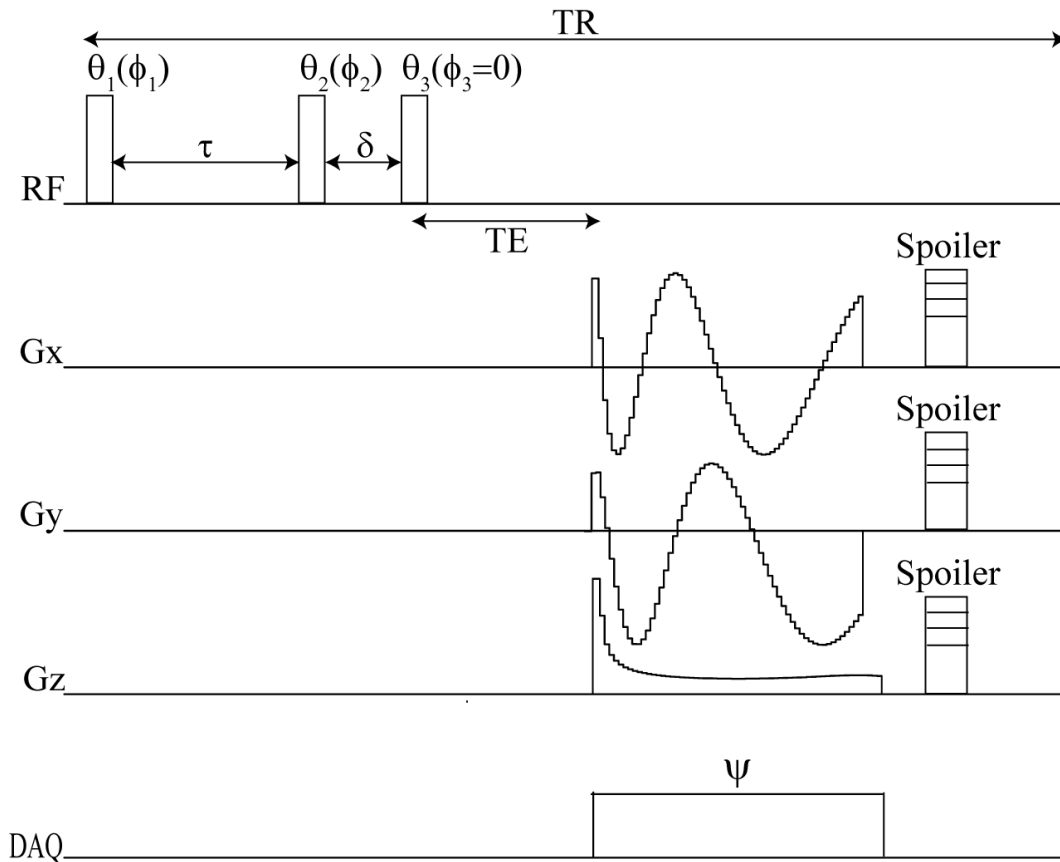 TR
θ₁(ϕ₁) θ₂(ϕ₂) θ₃(ϕ₃=0)
τ δ
RF
TE
Spoiler
Gx
Spoiler
Gy
Spoiler
Gz
ψ
DAQ